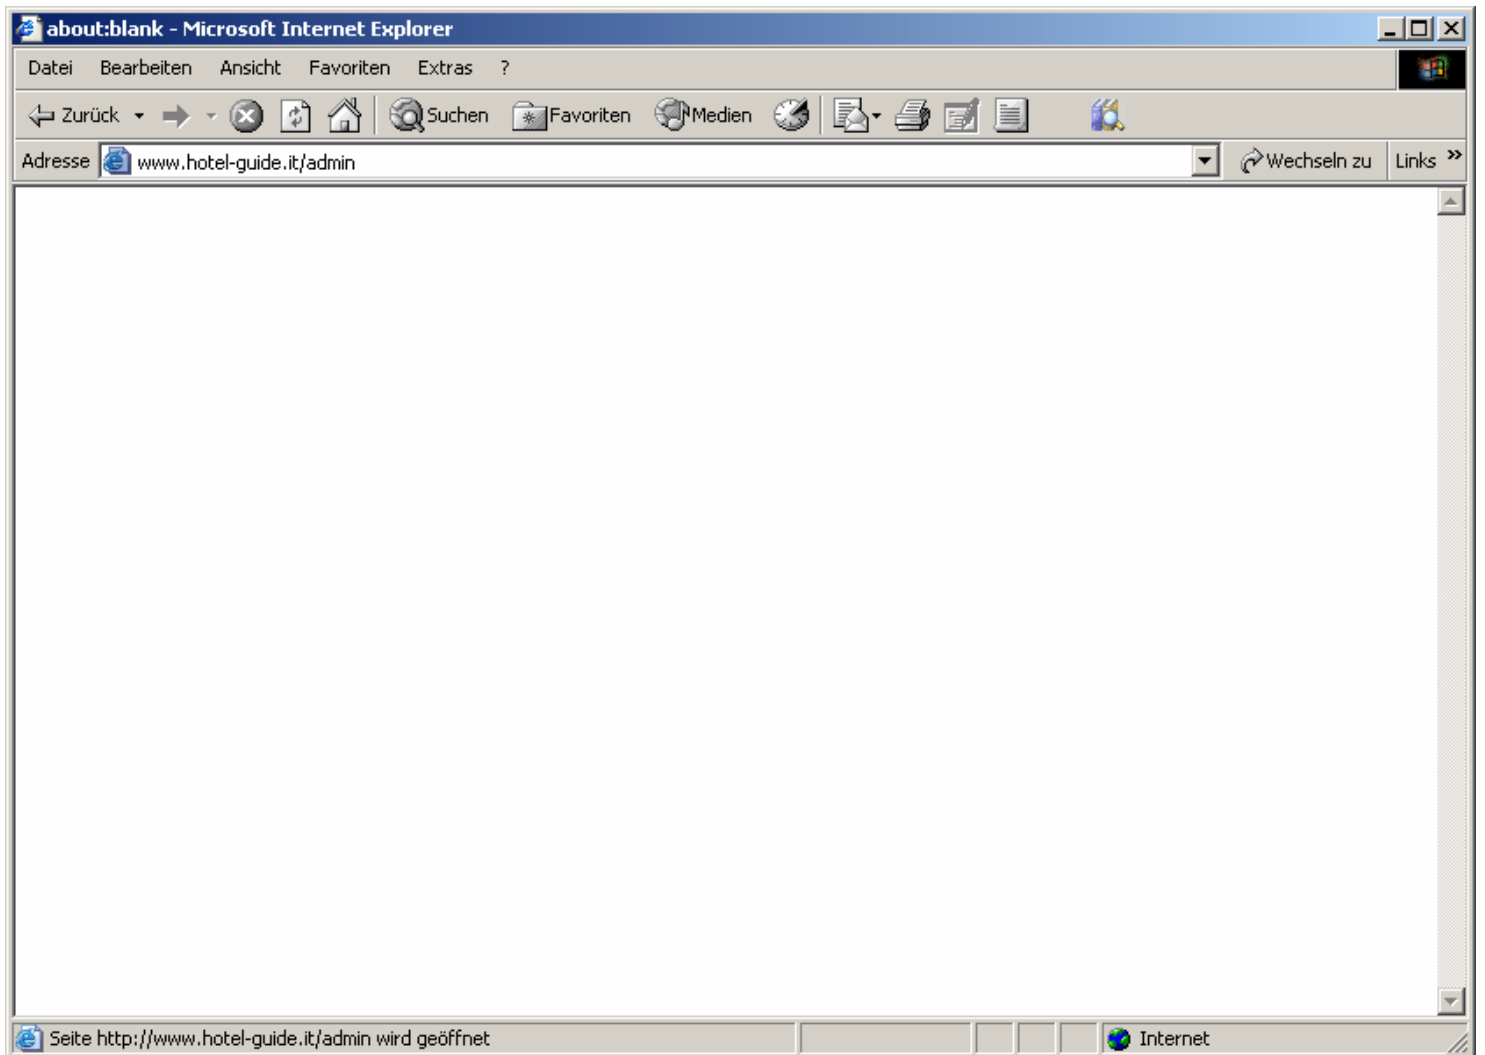 about:blank - Microsoft Internet Explorer
Datei Bearbeiten Ansicht Favoriten Extras ?
Zurück Suchen Favoriten Medien
Adresse www.hotel-guide.it/admin Wechseln zu Links »
Seite http://www.hotel-guide.it/admin wird geöffnet Internet